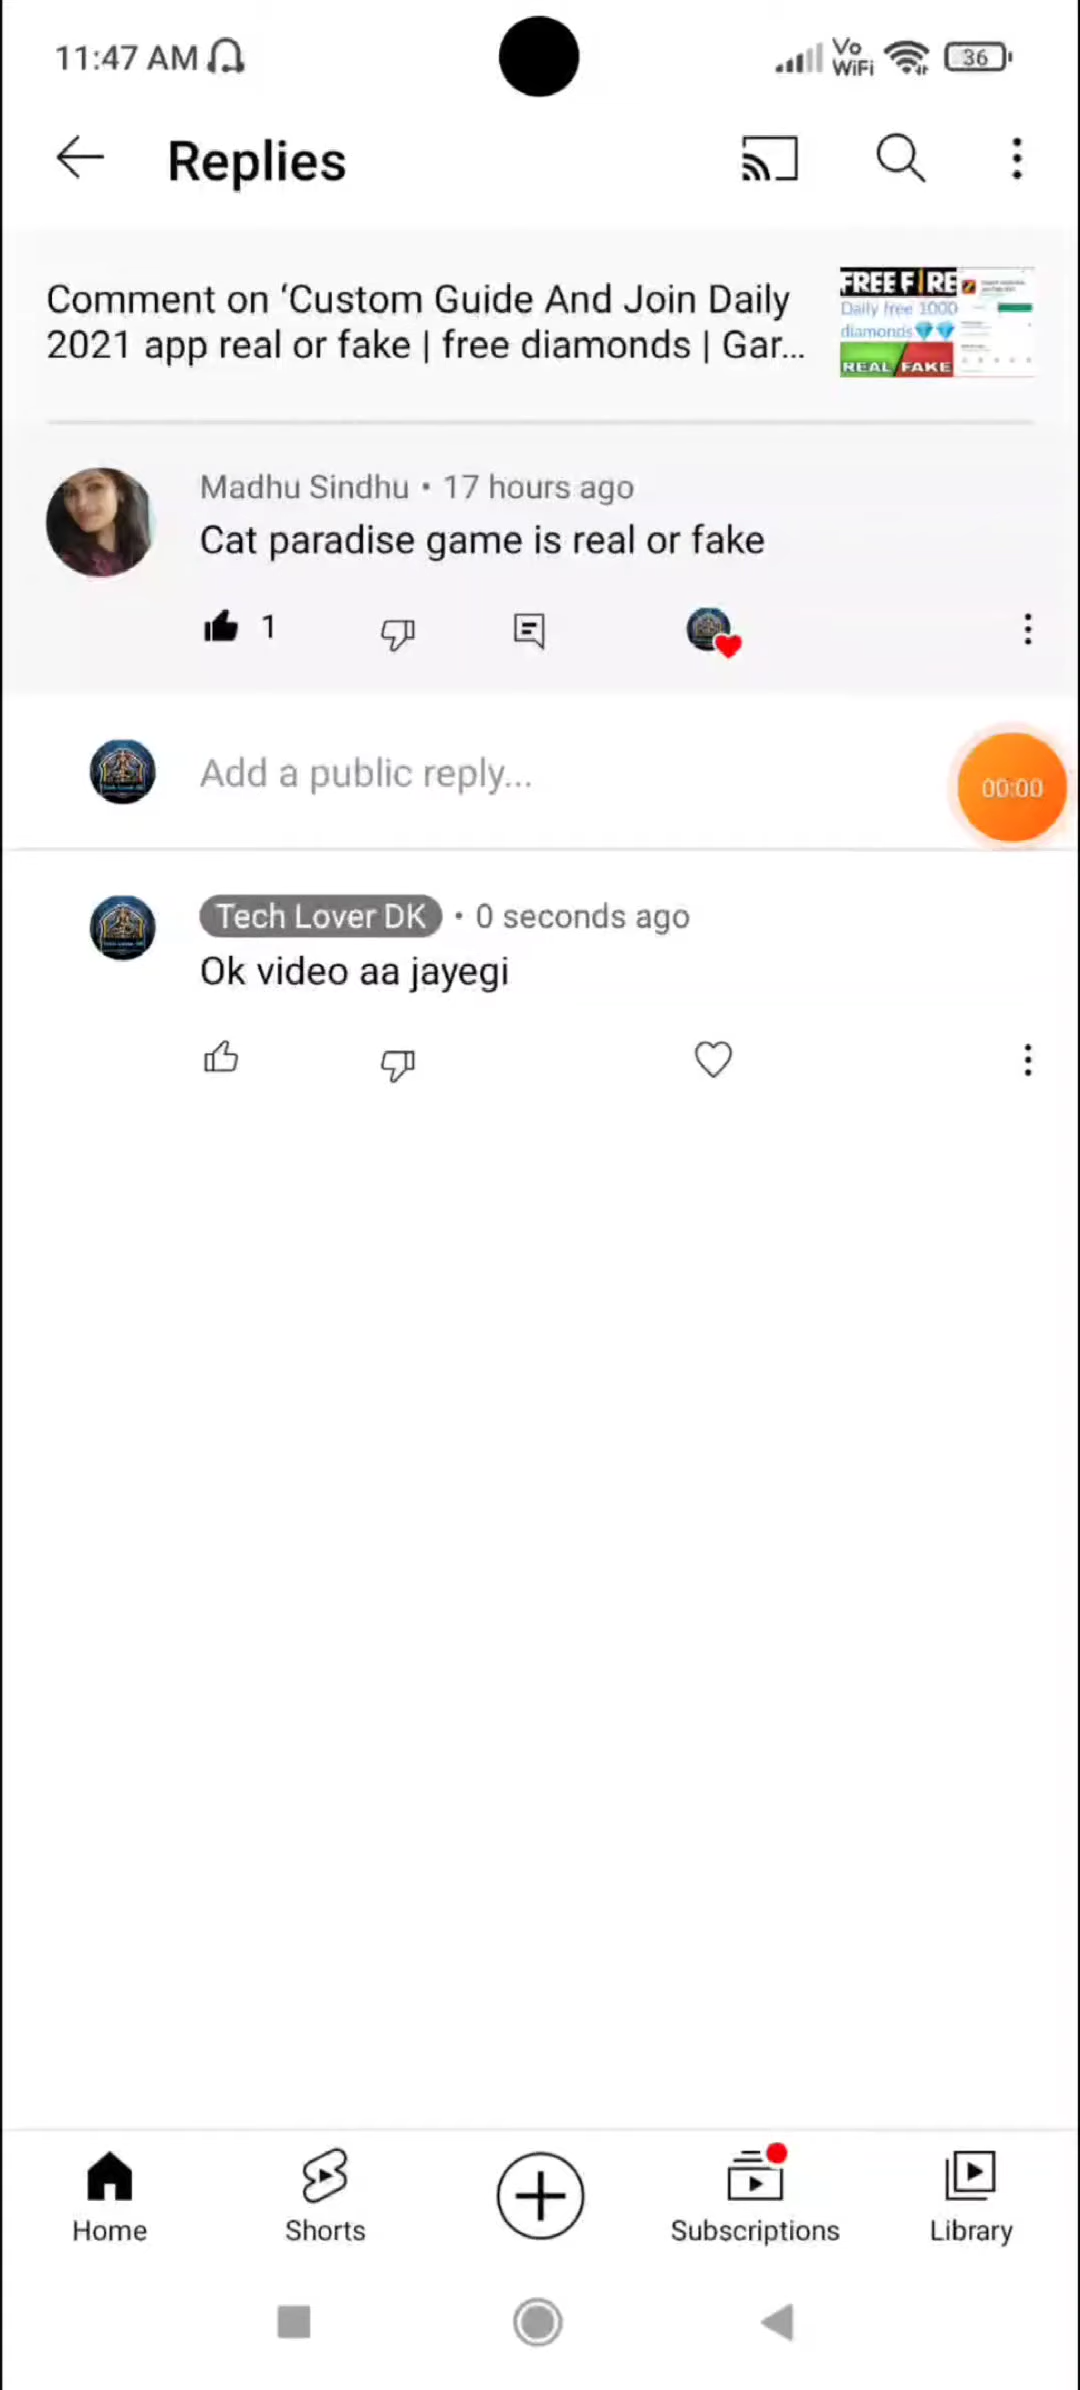 11:47 AM
Vo
WiFi
36
Replies
Comment on ‘Custom Guide And Join Daily
2021 app real or fake | free diamonds | Gar...
FREE FIRE
Daily free 1000
diamonds
REAL FAKE
Madhu Sindhu • 17 hours ago
Cat paradise game is real or fake
1
Add a public reply...
00:00
Tech Lover DK • 0 seconds ago
Ok video aa jayegi
Home
Shorts
Subscriptions
Library